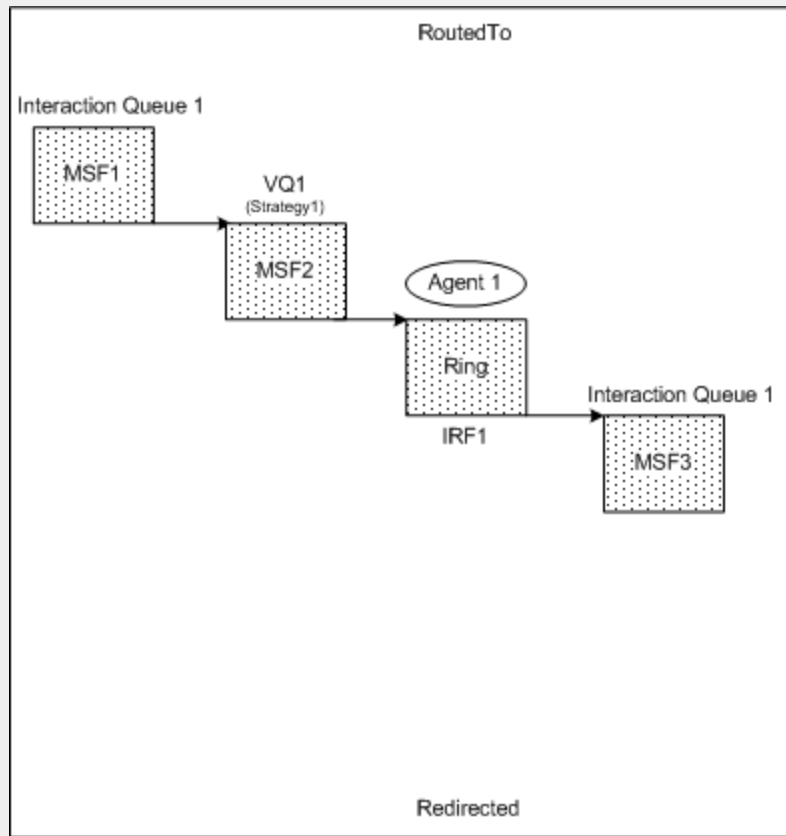 RoutedTo
Interaction Queue 1
MSF1
VQ1
(Strategy1)
MSF2
Agent 1
Ring
IRF1
Interaction Queue 1
MSF3
Redirected